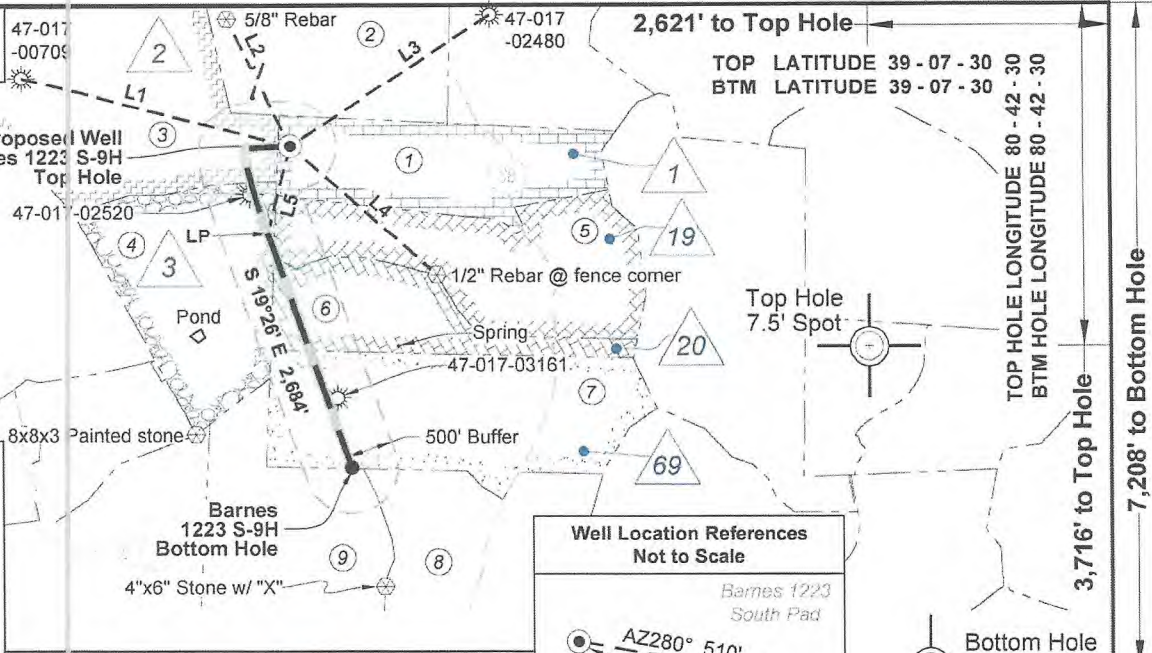 47-017
-00709
5/8" Rebar
2
2
L2
L3
47-017
-02480
2,621' to Top Hole
TOP LATITUDE 39 - 07 - 30
BTM LATITUDE 39 - 07 - 30
TOP HOLE LONGITUDE 80 - 42 - 30
BTM HOLE LONGITUDE 80 - 42 - 30
L1
3
oposed Well
es 1223 S-9H
Top Hole
1
1
47-017-02520
L5
L4
LP
4
3
5
19
1/2" Rebar @ fence corner
S 19°26' E 2,684'
6
Pond
Spring
20
47-017-03161
7
Top Hole
7.5' Spot
8x8x3 Painted stone
500' Buffer
69
3,716' to Top Hole
7,208' to Bottom Hole
Barnes
1223 S-9H
Bottom Hole
9
8
4"x6" Stone w/ "X"
Well Location References
Not to Scale
Barnes 1223
South Pad
AZ280° 510'
Bottom Hole